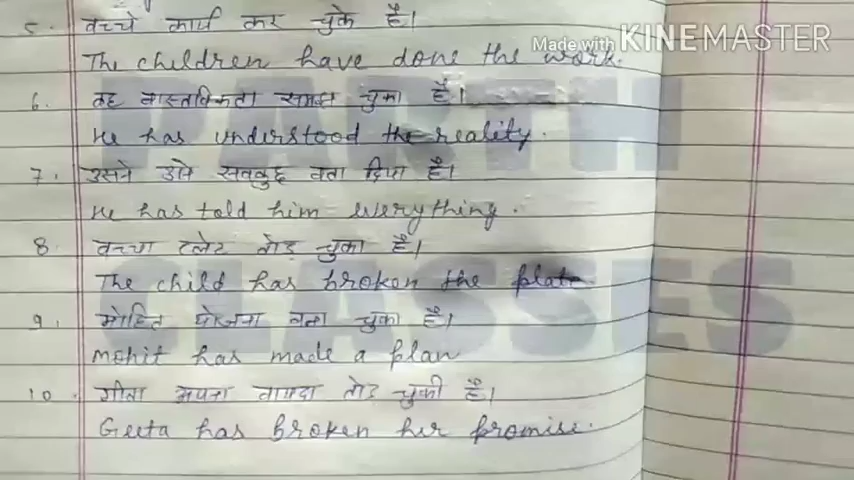 5. बच्चे कार्य कर चुके है।
Made with KINEMASTER
The children have done the work.
6. वह वास्तविकता समझ चुका है।
He has understood the reality.
7. उसने उसे सबकुछ बता दिया है।
He has told him everything.
8. बच्चा प्लेट तोड़ चुका है।
The child has broken the plate
9. मोहित योजना बना चुका है।
Mohit has made a plan
10. गीता अपना वायदा तोड़ चुकी है।
Geeta has broken her promise.
PARTH
CLASSES